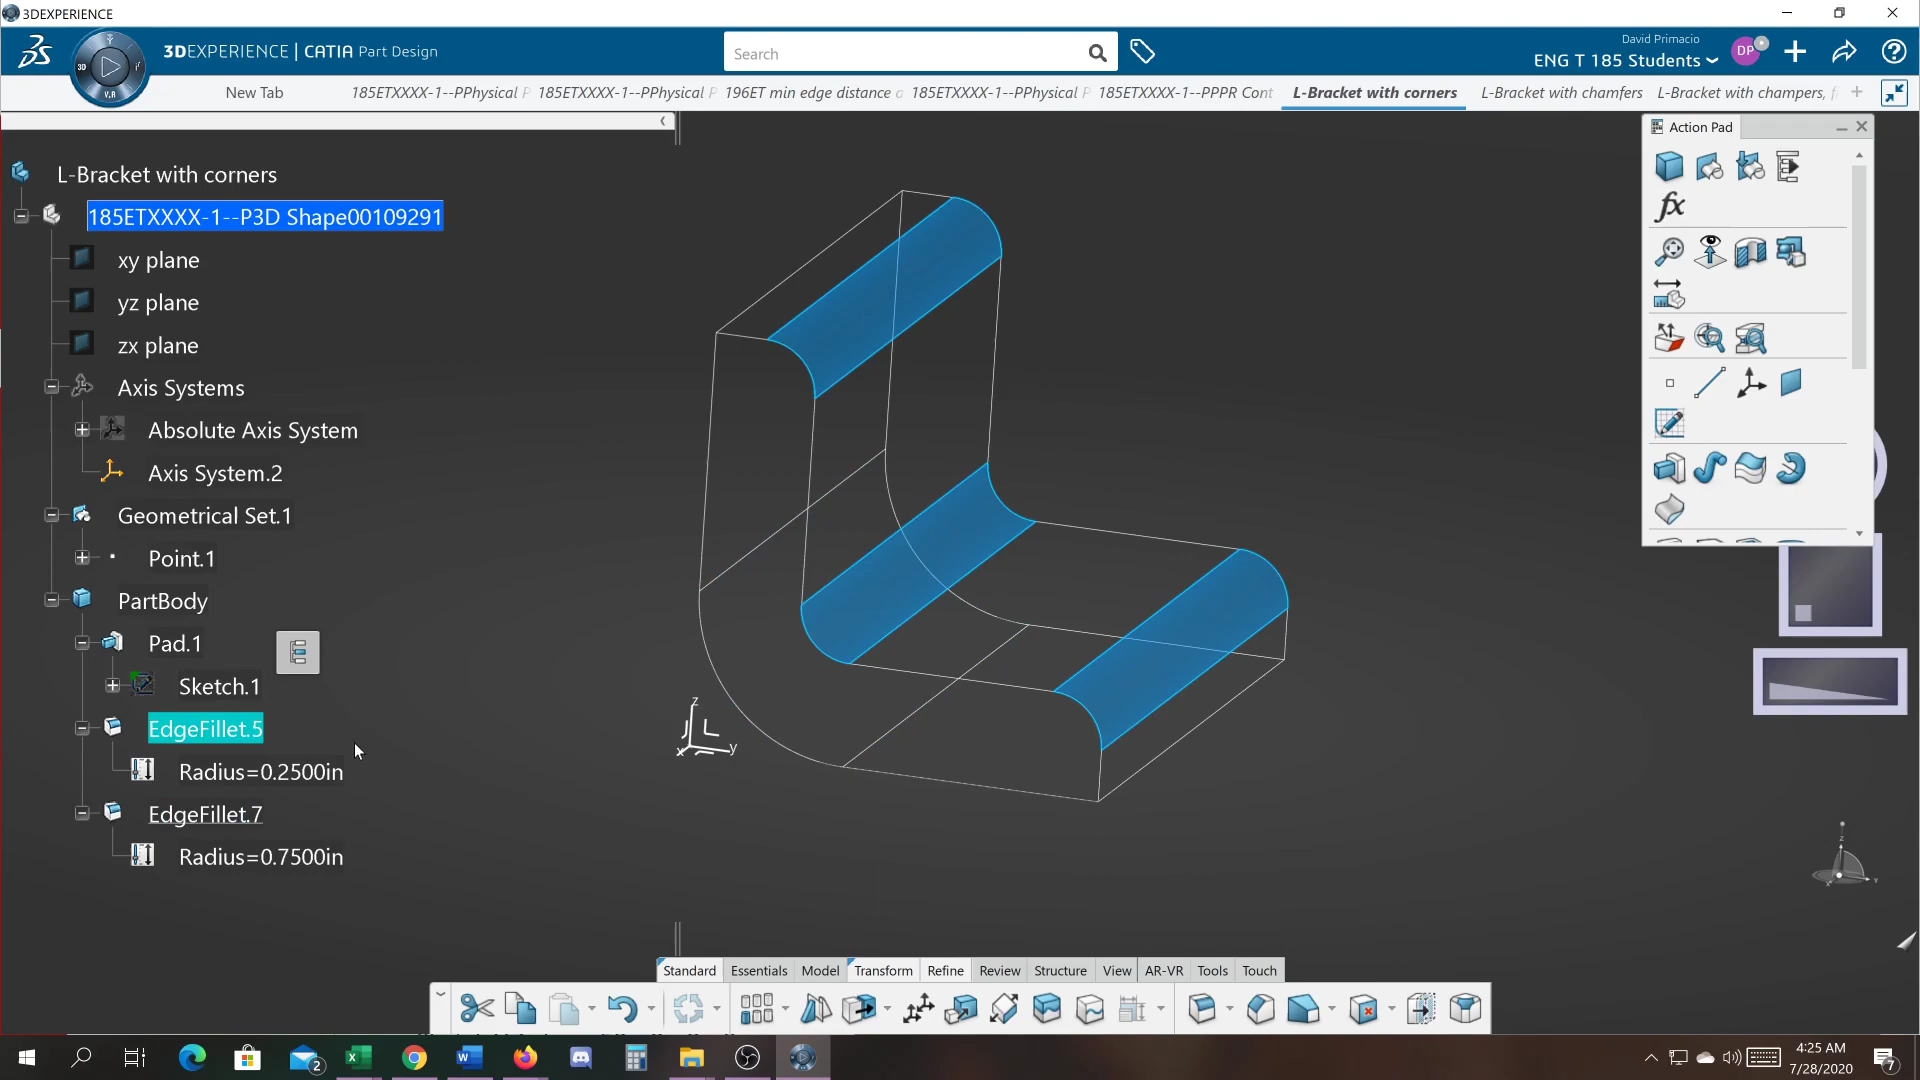 3DEXPERIENCE
3DEXPERIENCE | CATIA Part Design
3D
V.R
Search
David Primacio
ENG T 185 Students
DP
New Tab
185ETXXXX-1--PPhysical P
185ETXXXX-1--PPhysical P
196ET min edge distance a
185ETXXXX-1--PPhysical P
185ETXXXX-1--PPPR Cont
L-Bracket with corners
L-Bracket with chamfers
L-Bracket with champers, f
Action Pad
fx
L-Bracket with corners
185ETXXXX-1--P3D Shape00109291
xy plane
yz plane
zx plane
Axis Systems
Absolute Axis System
Axis System.2
Geometrical Set.1
Point.1
PartBody
Pad.1
Sketch.1
EdgeFillet.5
Radius=0.2500in
EdgeFillet.7
Radius=0.7500in
z
x
y
Standard
Essentials
Model
Transform
Refine
Review
Structure
View
AR-VR
Tools
Touch
2
4:25 AM
7/28/2020
7